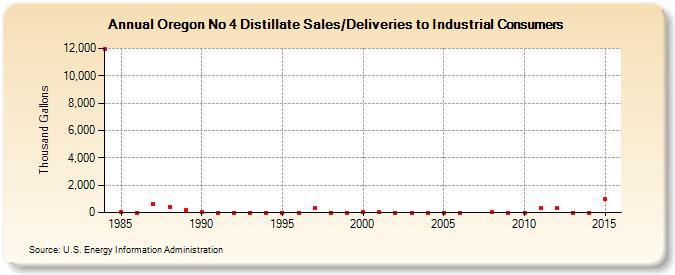 Annual Oregon No 4 Distillate Sales/Deliveries to Industrial Consumers
Thousand Gallons
12,000
10,000
8,000
6,000
4,000
2,000
0
1985 1990 1995 2000 2005 2010 2015
Source: U.S. Energy Information Administration